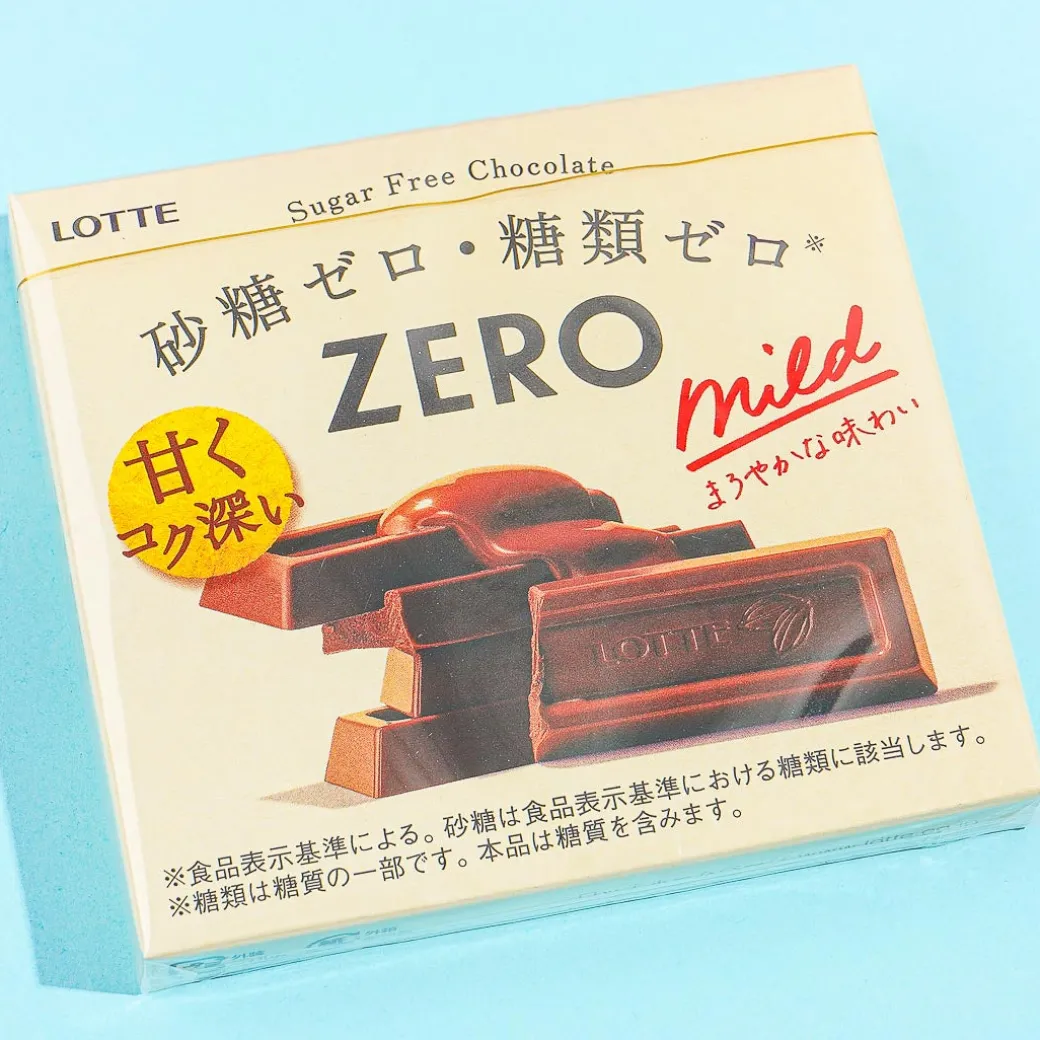 Sugar Free Chocolate
LOTTE
砂糖ゼロ・糖類ゼロ※
ZERO
mild
まろやかな味わい
甘く
コク深い
LOTTE
※食品表示基準による。砂糖は食品表示基準における糖類に該当します。
※糖類は糖質の一部です。本品は糖質を含みます。
外装
外箱